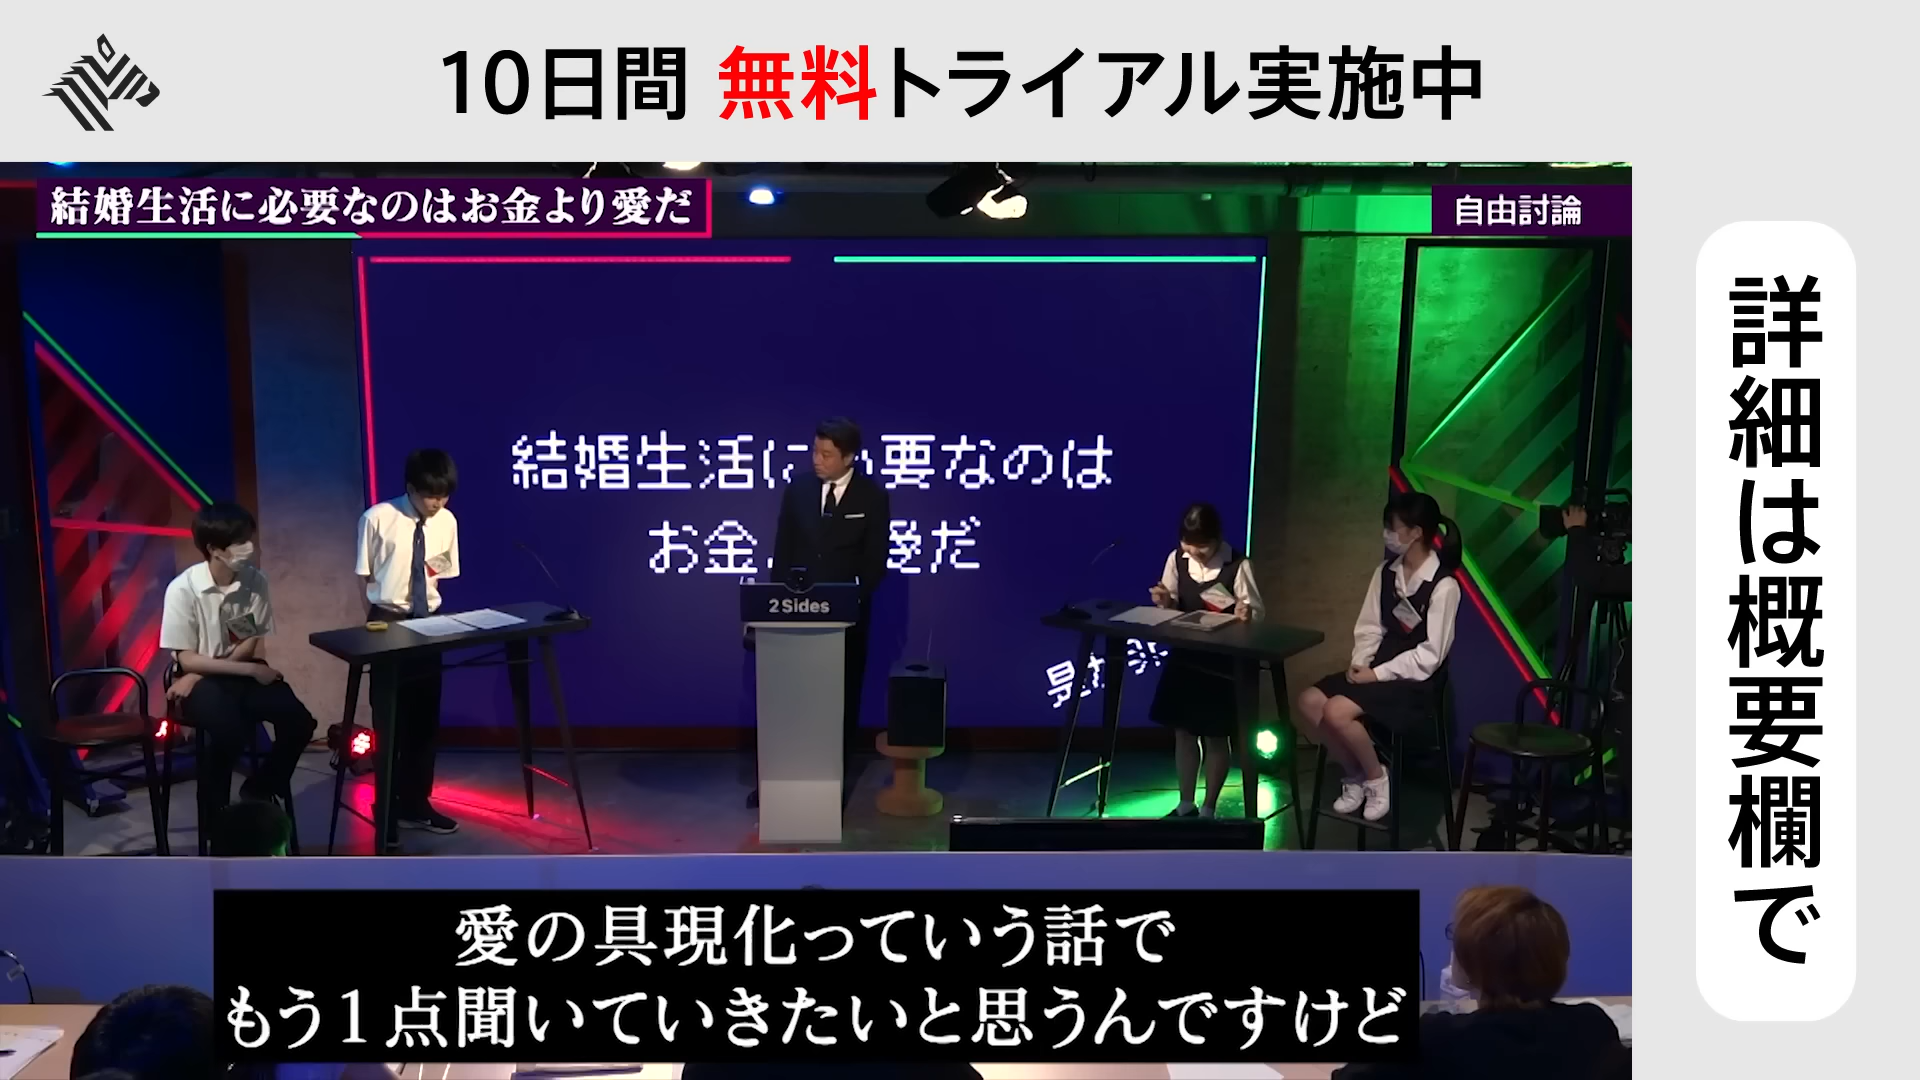 10日間 無料トライアル実施中
結婚生活に必要なのはお金より愛だ
自由討論
結婚生活に必要なのは
お金 愛だ
2Sides
愛の具現化っていう話で
もう1点聞いていきたいと思うんですけど
詳細は概要欄で